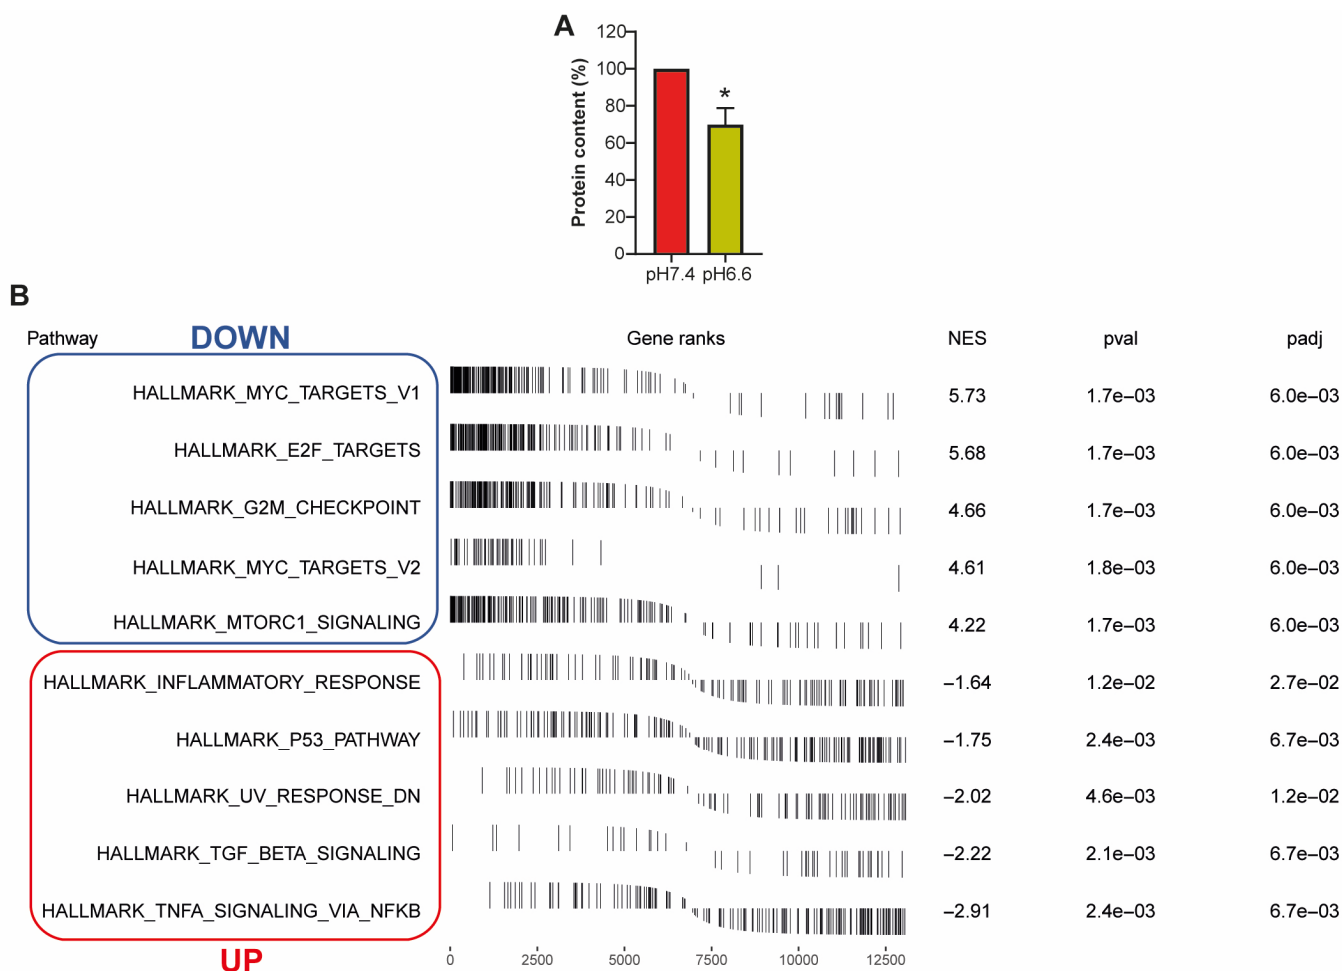 A
Protein content (%)
120
100
80
60
40
20
0
*
pH7.4 pH6.6
B
Pathway DOWN Gene ranks NES pval padj
HALLMARK_MYC_TARGETS_V1 5.73 1.7e−03 6.0e−03
HALLMARK_E2F_TARGETS 5.68 1.7e−03 6.0e−03
HALLMARK_G2M_CHECKPOINT 4.66 1.7e−03 6.0e−03
HALLMARK_MYC_TARGETS_V2 4.61 1.8e−03 6.0e−03
HALLMARK_MTORC1_SIGNALING 4.22 1.7e−03 6.0e−03
HALLMARK_INFLAMMATORY_RESPONSE −1.64 1.2e−02 2.7e−02
HALLMARK_P53_PATHWAY −1.75 2.4e−03 6.7e−03
HALLMARK_UV_RESPONSE_DN −2.02 4.6e−03 1.2e−02
HALLMARK_TGF_BETA_SIGNALING −2.22 2.1e−03 6.7e−03
HALLMARK_TNFA_SIGNALING_VIA_NFKB −2.91 2.4e−03 6.7e−03
UP 0 2500 5000 7500 10000 12500